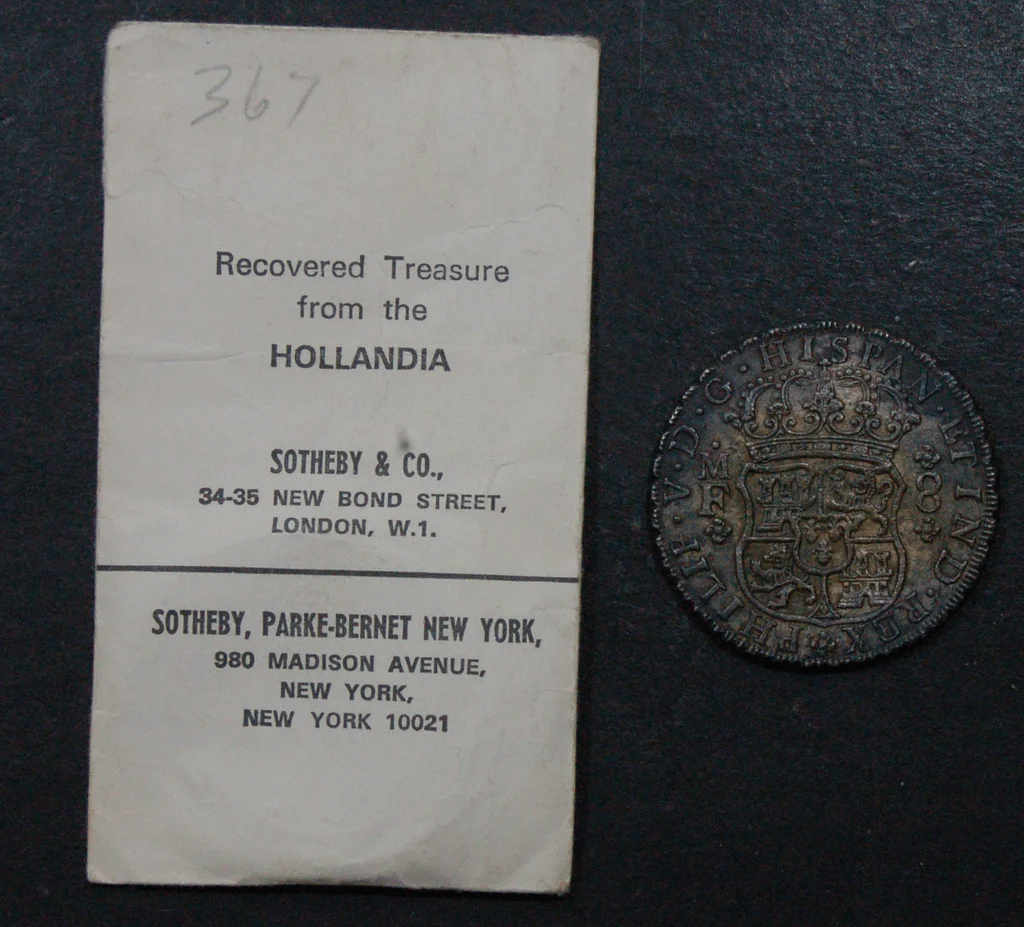 367
Recovered Treasure
from the
HOLLANDIA
SOTHEBY & CO.,
34-35 NEW BOND STREET,
LONDON, W.1.
SOTHEBY, PARKE-BERNET NEW YORK,
980 MADISON AVENUE,
NEW YORK,
NEW YORK 10021
PHILIP·V·D·G·HISPAN·ET IND·REX
MF
8